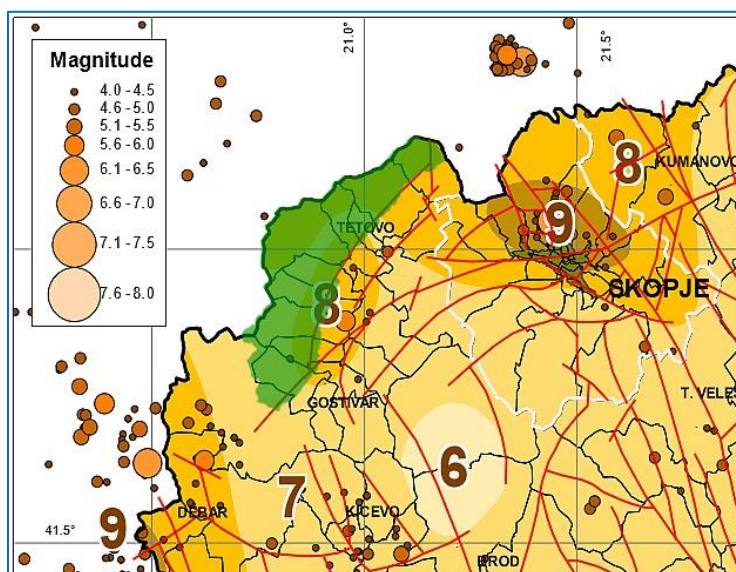 Magnitude
4.0 - 4.5
4.6 - 5.0
5.1 - 5.5
5.6 - 6.0
6.1 - 6.5
6.6 - 7.0
7.1 - 7.5
7.6 - 8.0
21.0°
21.5°
8
KUMANOVO
9
TETOVO
SKOPJE
8
GOSTIVAR
T. VELES
6
7
9
DEBAR
KICEVO
41.5°
BROD